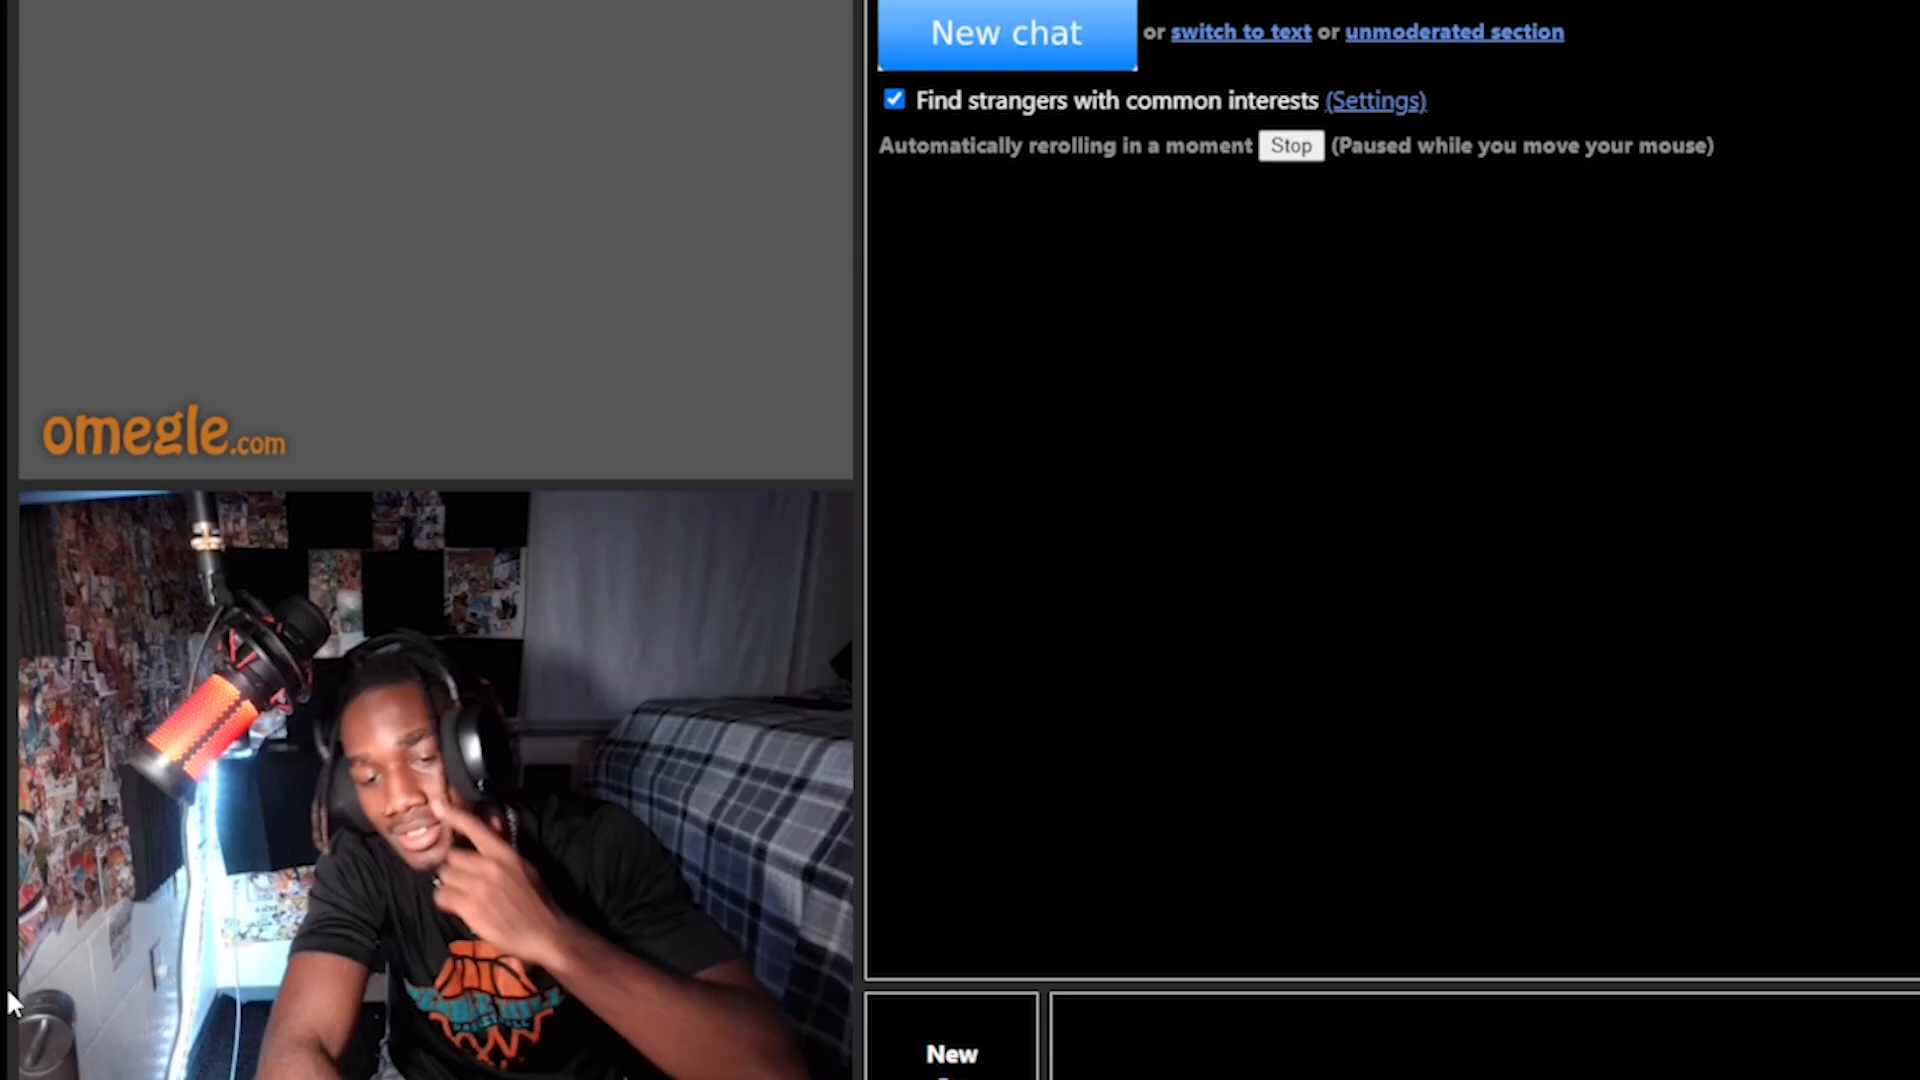 New chat or switch to text or unmoderated section
Find strangers with common interests (Settings)
Automatically rerolling in a moment Stop (Paused while you move your mouse)
omegle.com
New